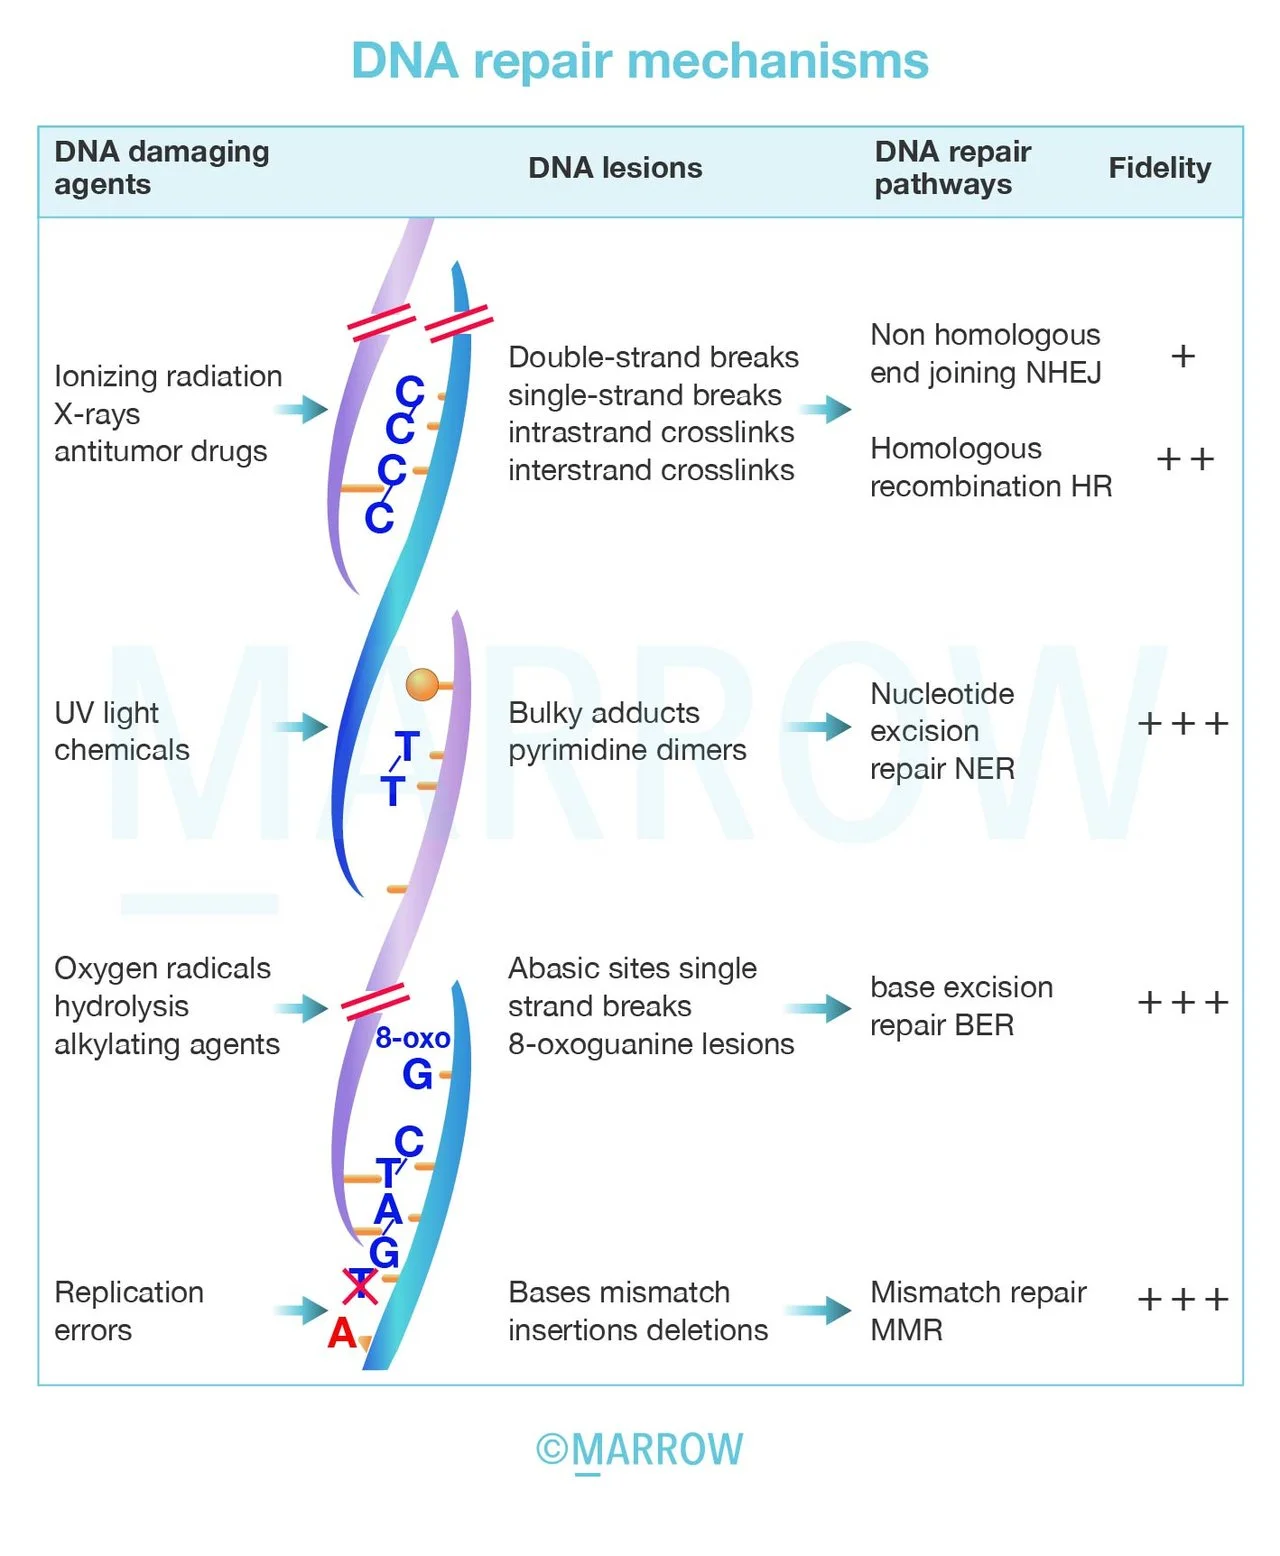 DNA repair mechanisms
DNA damaging
agents
DNA lesions
DNA repair
pathways
Fidelity
Ionizing radiation
X-rays
antitumor drugs
C
C
C
C
Double-strand breaks
single-strand breaks
intrastrand crosslinks
interstrand crosslinks
Non homologous
end joining NHEJ
+
Homologous
recombination HR
++
UV light
chemicals
T
T
Bulky adducts
pyrimidine dimers
Nucleotide
excision
repair NER
+++
Oxygen radicals
hydrolysis
alkylating agents
8-oxo
G
Abasic sites single
strand breaks
8-oxoguanine lesions
base excision
repair BER
+++
C
T
A
G
T
A
Replication
errors
Bases mismatch
insertions deletions
Mismatch repair
MMR
+++
MARROW
©MARROW